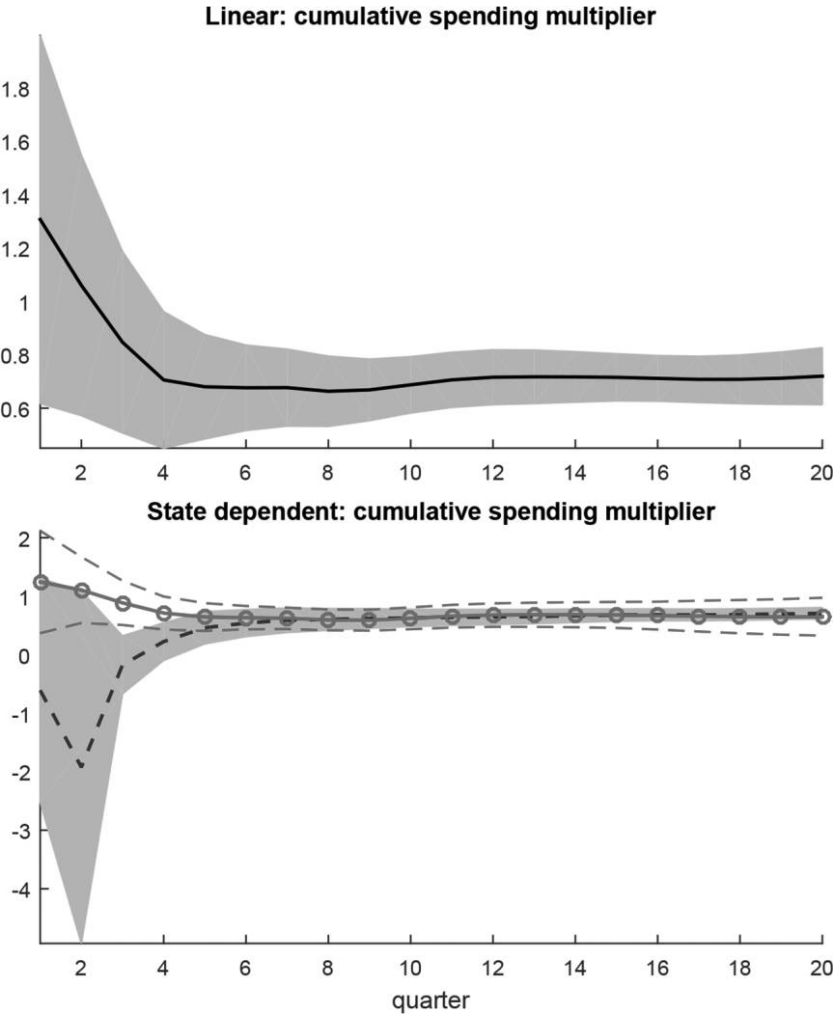 Linear: cumulative spending multiplier
1.8
1.6
1.4
1.2
1
0.8
0.6
2 4 6 8 10 12 14 16 18 20
State dependent: cumulative spending multiplier
2
1
0
-1
-2
-3
-4
2 4 6 8 10 12 14 16 18 20
quarter